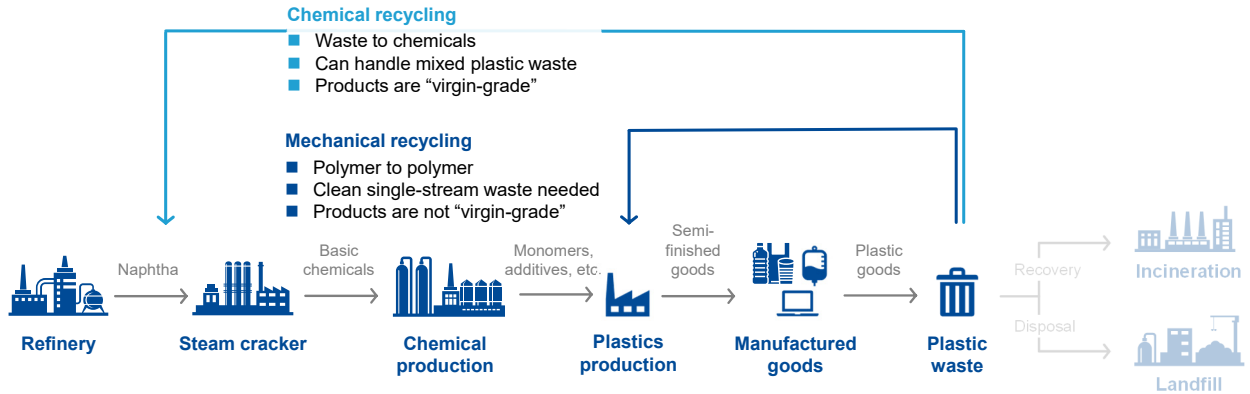 Chemical recycling
Waste to chemicals
Can handle mixed plastic waste
Products are “virgin-grade”
Mechanical recycling
Polymer to polymer
Clean single-stream waste needed
Products are not “virgin-grade”
Naphtha
Basic
chemicals
Monomers,
additives, etc.
Semi-
finished
goods
Plastic
goods
Recovery
Disposal
Refinery
Steam cracker
Chemical
production
Plastics
production
Manufactured
goods
Plastic
waste
Incineration
Landfill